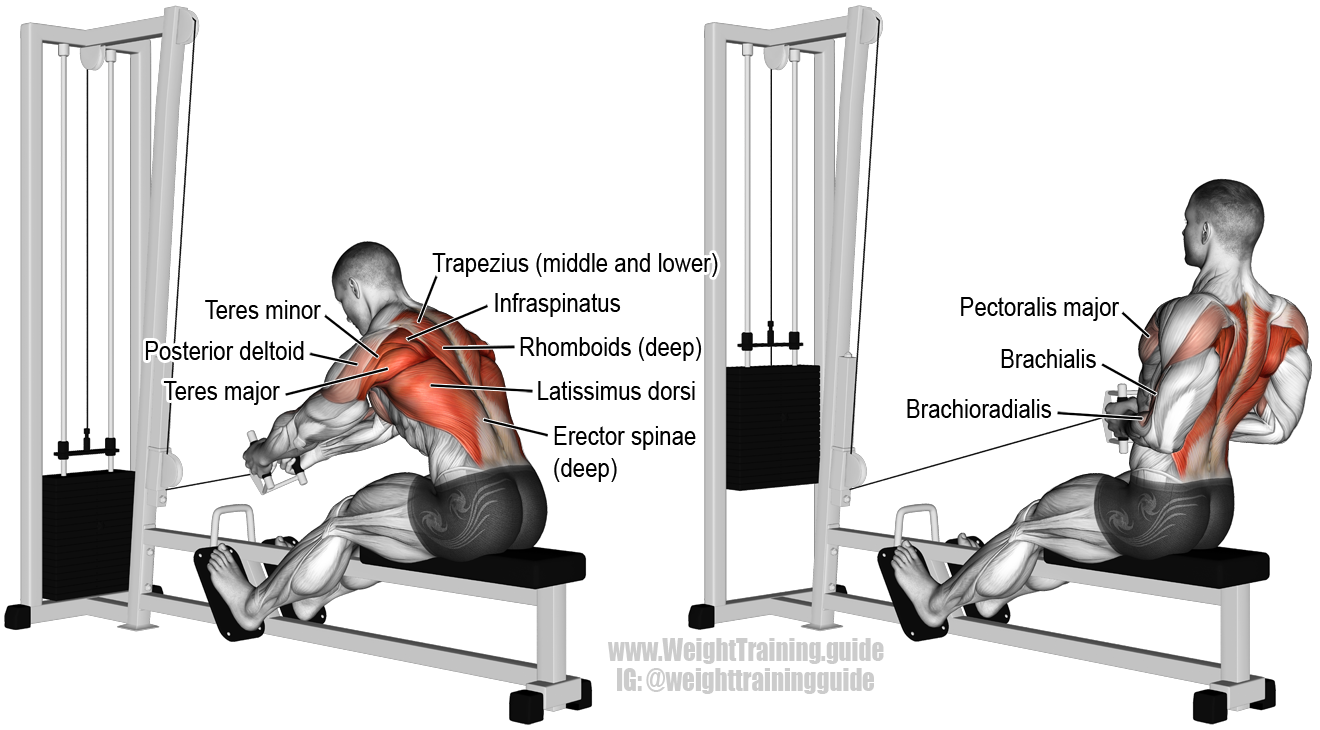 Trapezius (middle and lower)
Infraspinatus
Teres minor
Rhomboids (deep)
Posterior deltoid
Teres major
Latissimus dorsi
Erector spinae
(deep)
Pectoralis major
Brachialis
Brachioradialis
www.WeightTraining.guide
IG: @weighttrainingguide